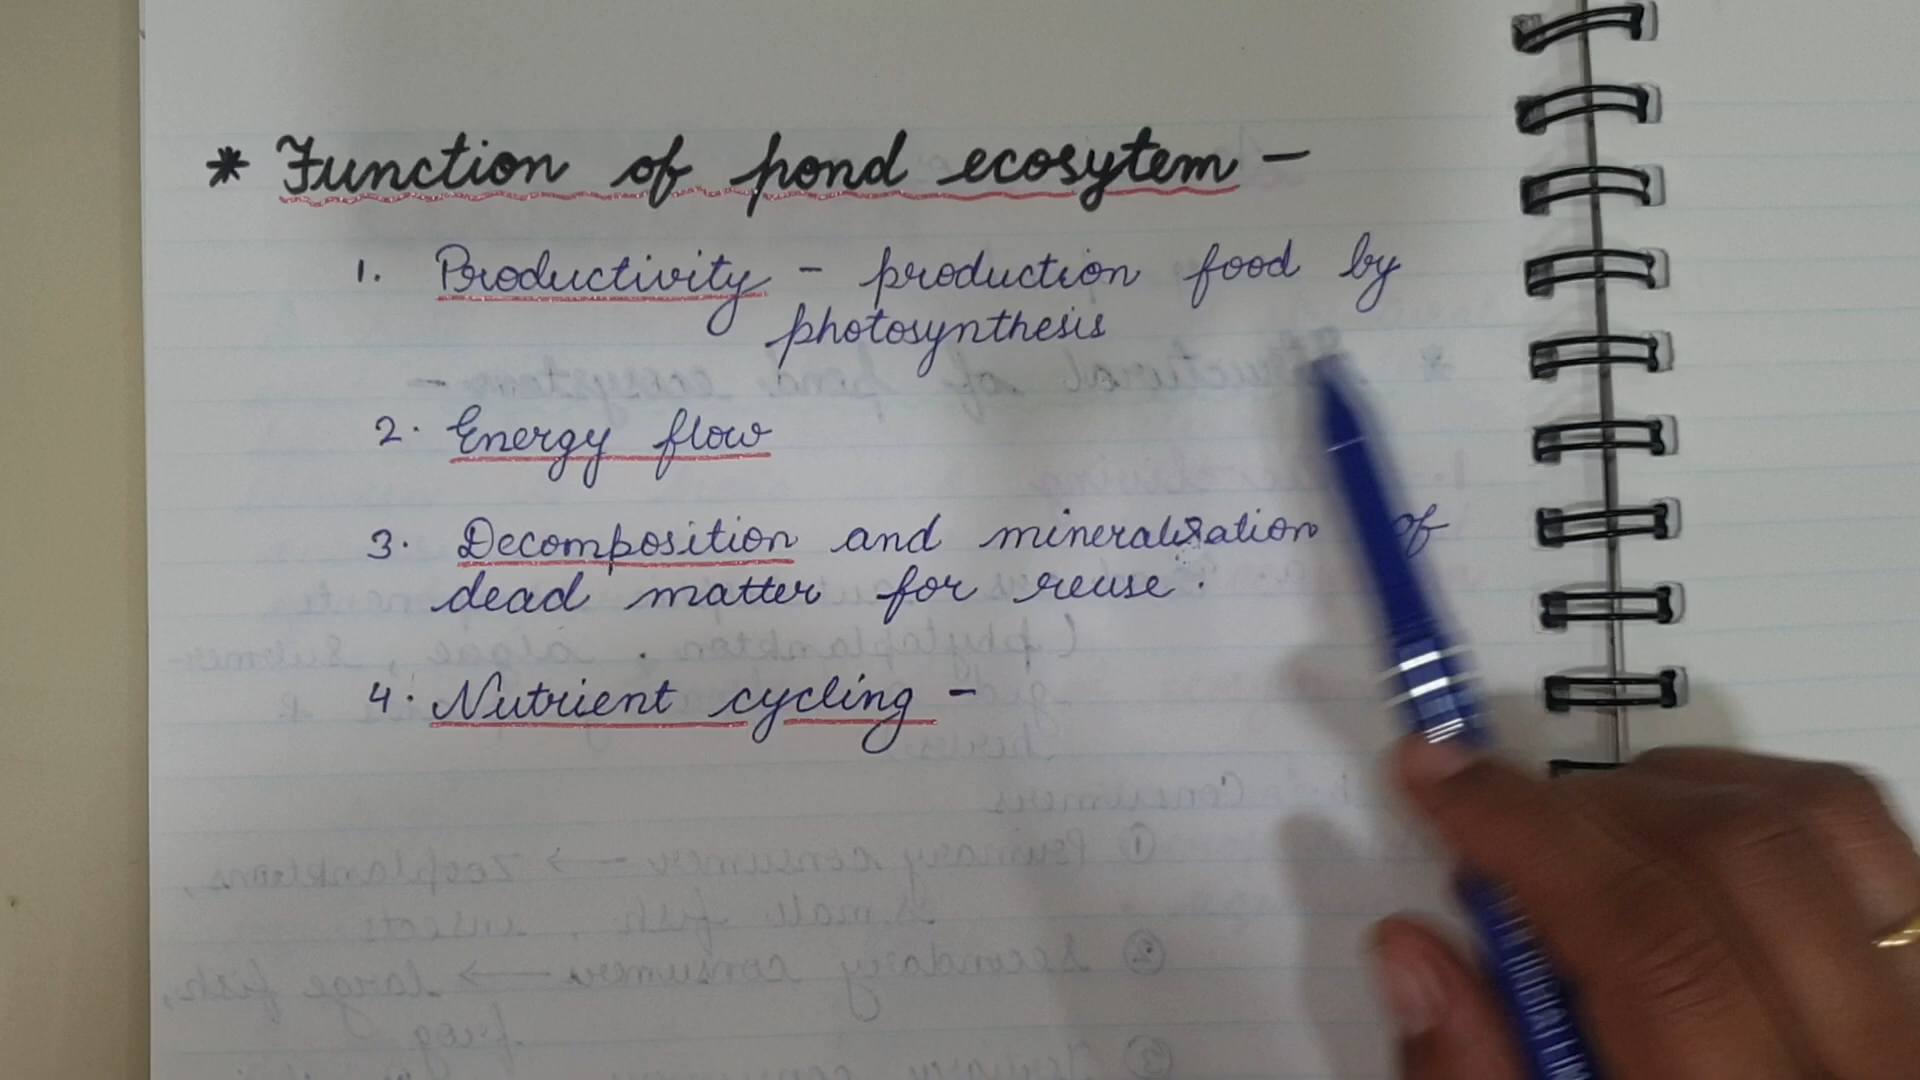 * Function of pond ecosytem -
1. Productivity - production food by
photosynthesis
2. Energy flow
3. Decomposition and mineralisation of
dead matter for reuse.
4. Nutrient cycling -